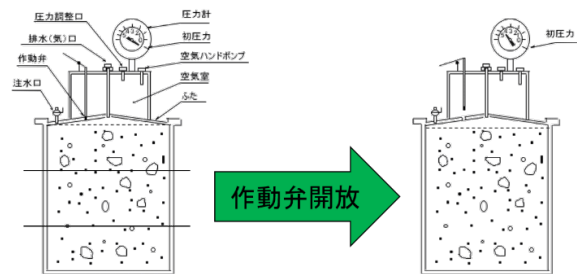 圧力調整口
圧力計
排水(気)口
初圧力
作動弁
空気ハンドポンプ
注水口
空気室
ふた
作動弁開放
初圧力